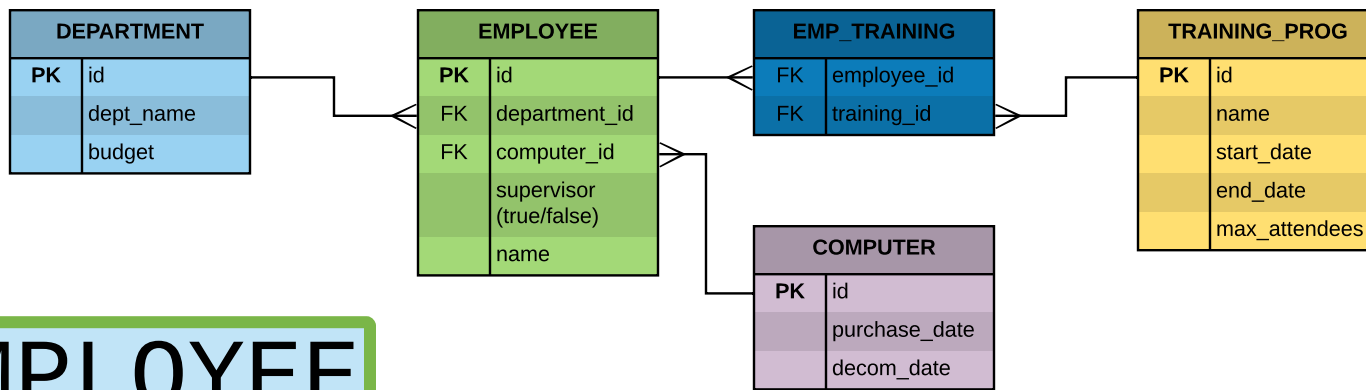 DEPARTMENT
PK id
dept_name
budget
EMPLOYEE
PK id
FK department_id
FK computer_id
supervisor
(true/false)
name
EMP_TRAINING
FK employee_id
FK training_id
TRAINING_PROG
PK id
name
start_date
end_date
max_attendees
COMPUTER
PK id
purchase_date
decom_date
MPLOYEE